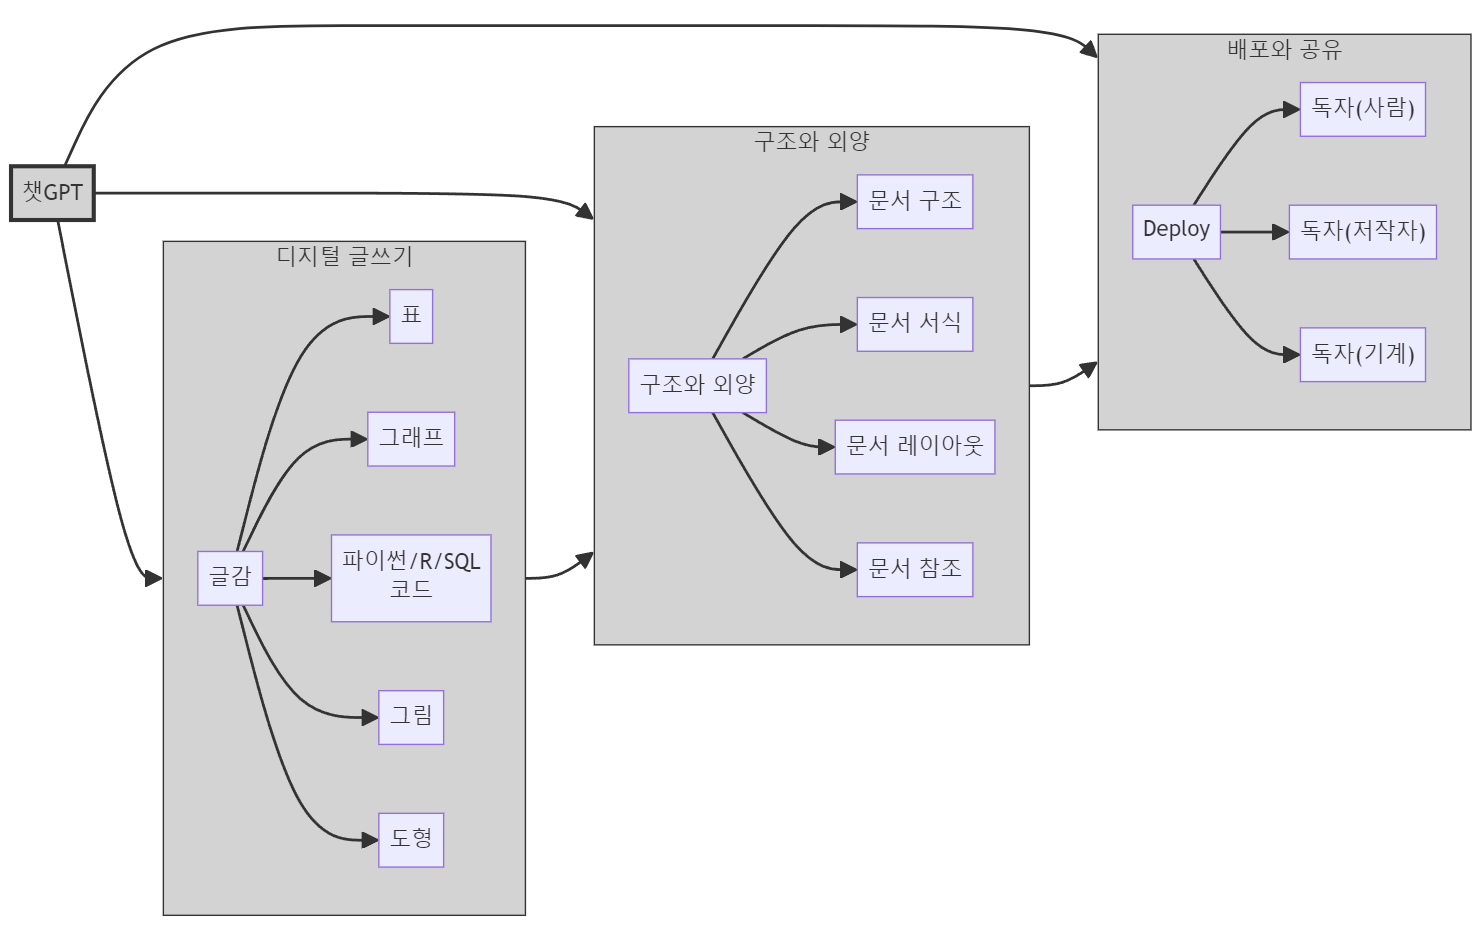 챗GPT
디지털 글쓰기
글감
표
그래프
파이썬/R/SQL
코드
그림
도형
구조와 외양
구조와 외양
문서 구조
문서 서식
문서 레이아웃
문서 참조
배포와 공유
Deploy
독자(사람)
독자(저작자)
독자(기계)